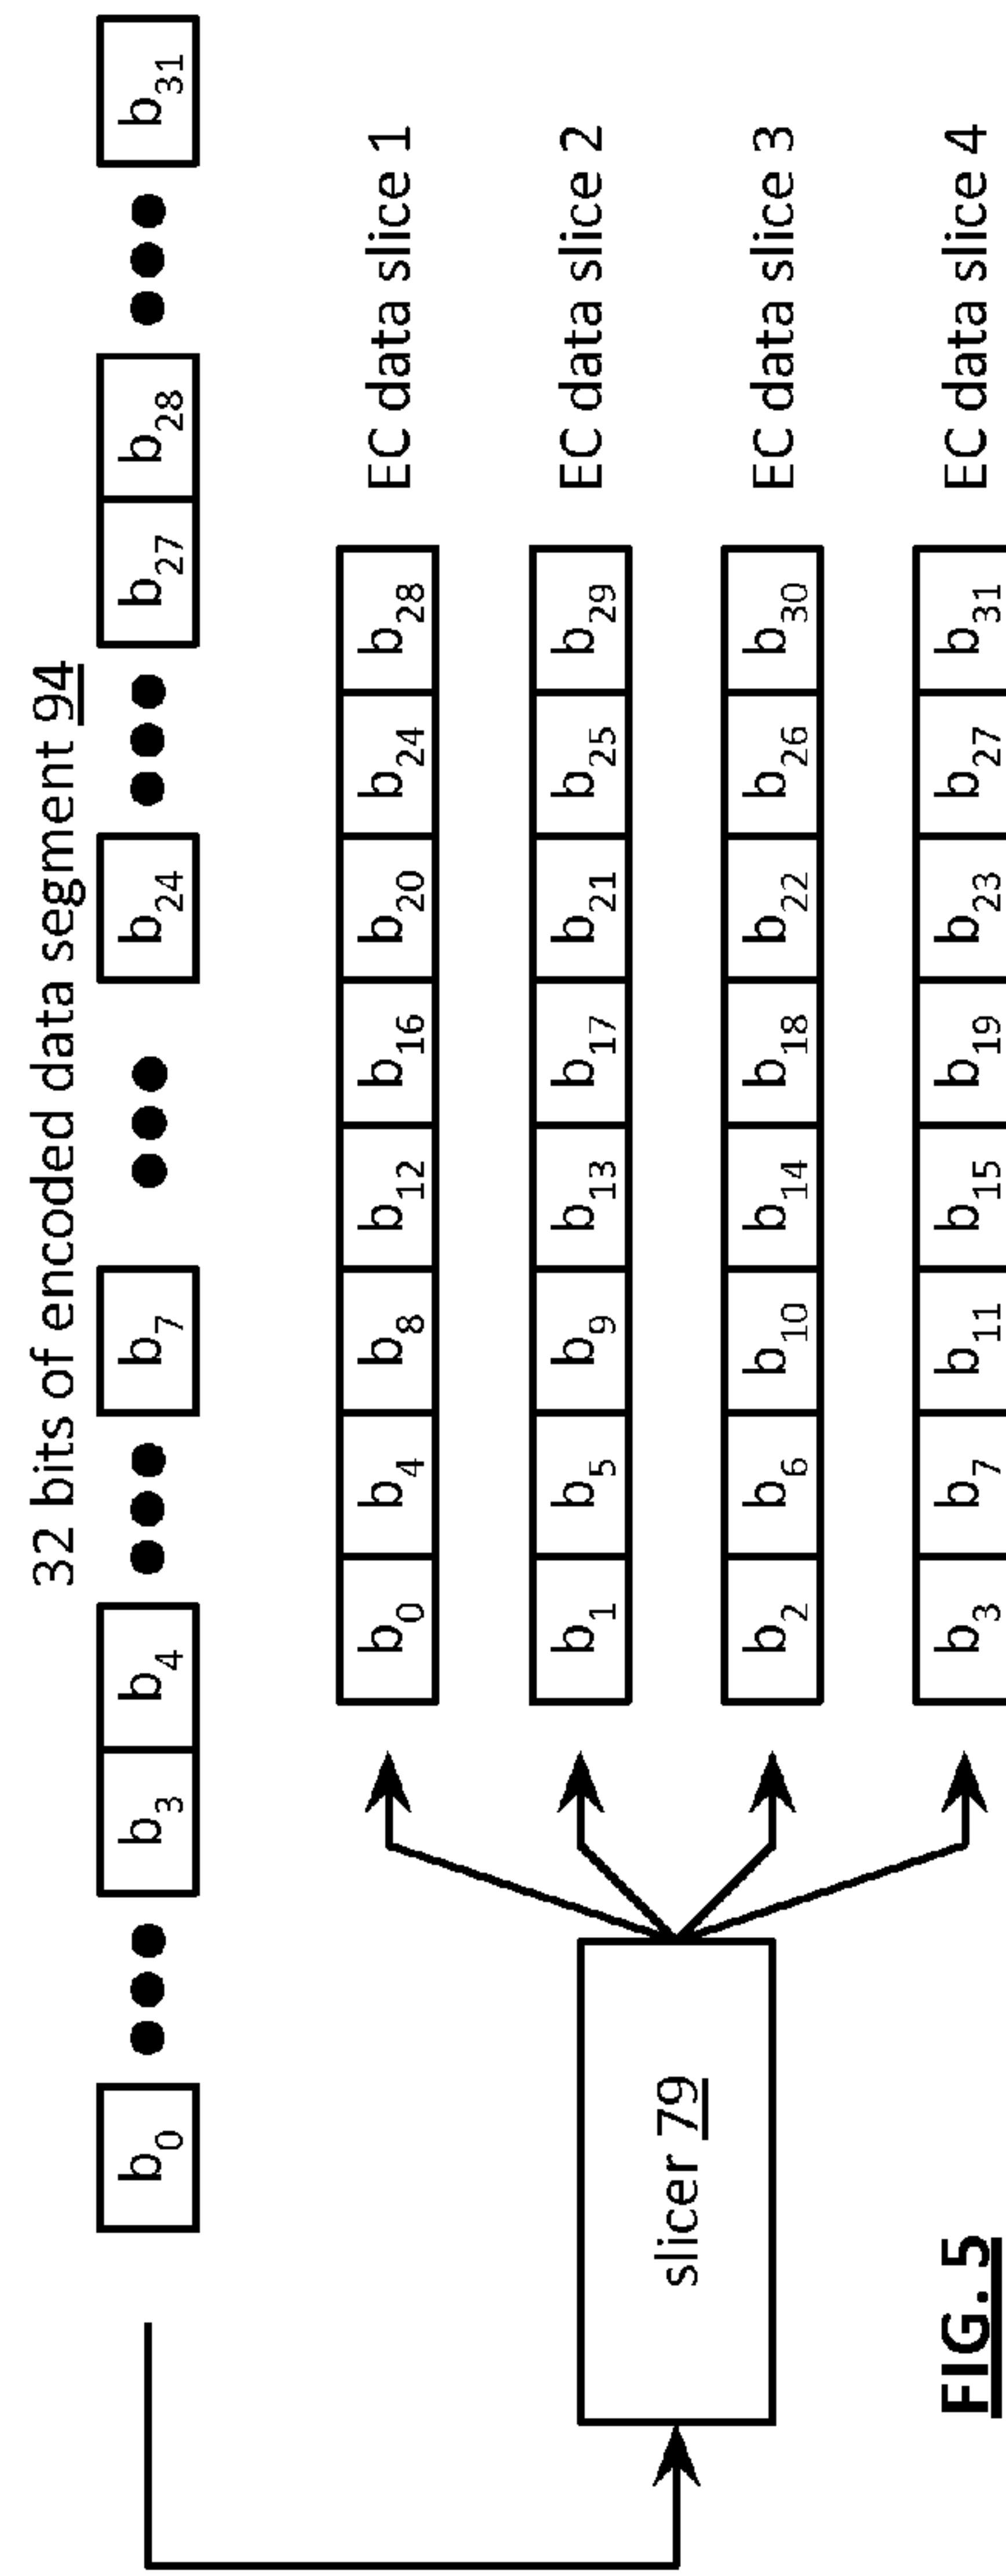 32 bits of encoded data segment 94
b0 ●●● b3 b4 ●●● b7 ●●● b24 ●●● b27 b28 ●●● b31
b0 b4 b8 b12 b16 b20 b24 b28 EC data slice 1
b1 b5 b9 b13 b17 b21 b25 b29 EC data slice 2
slicer 79
b2 b6 b10 b14 b18 b22 b26 b30 EC data slice 3
b3 b7 b11 b15 b19 b23 b27 b31 EC data slice 4
FIG. 5